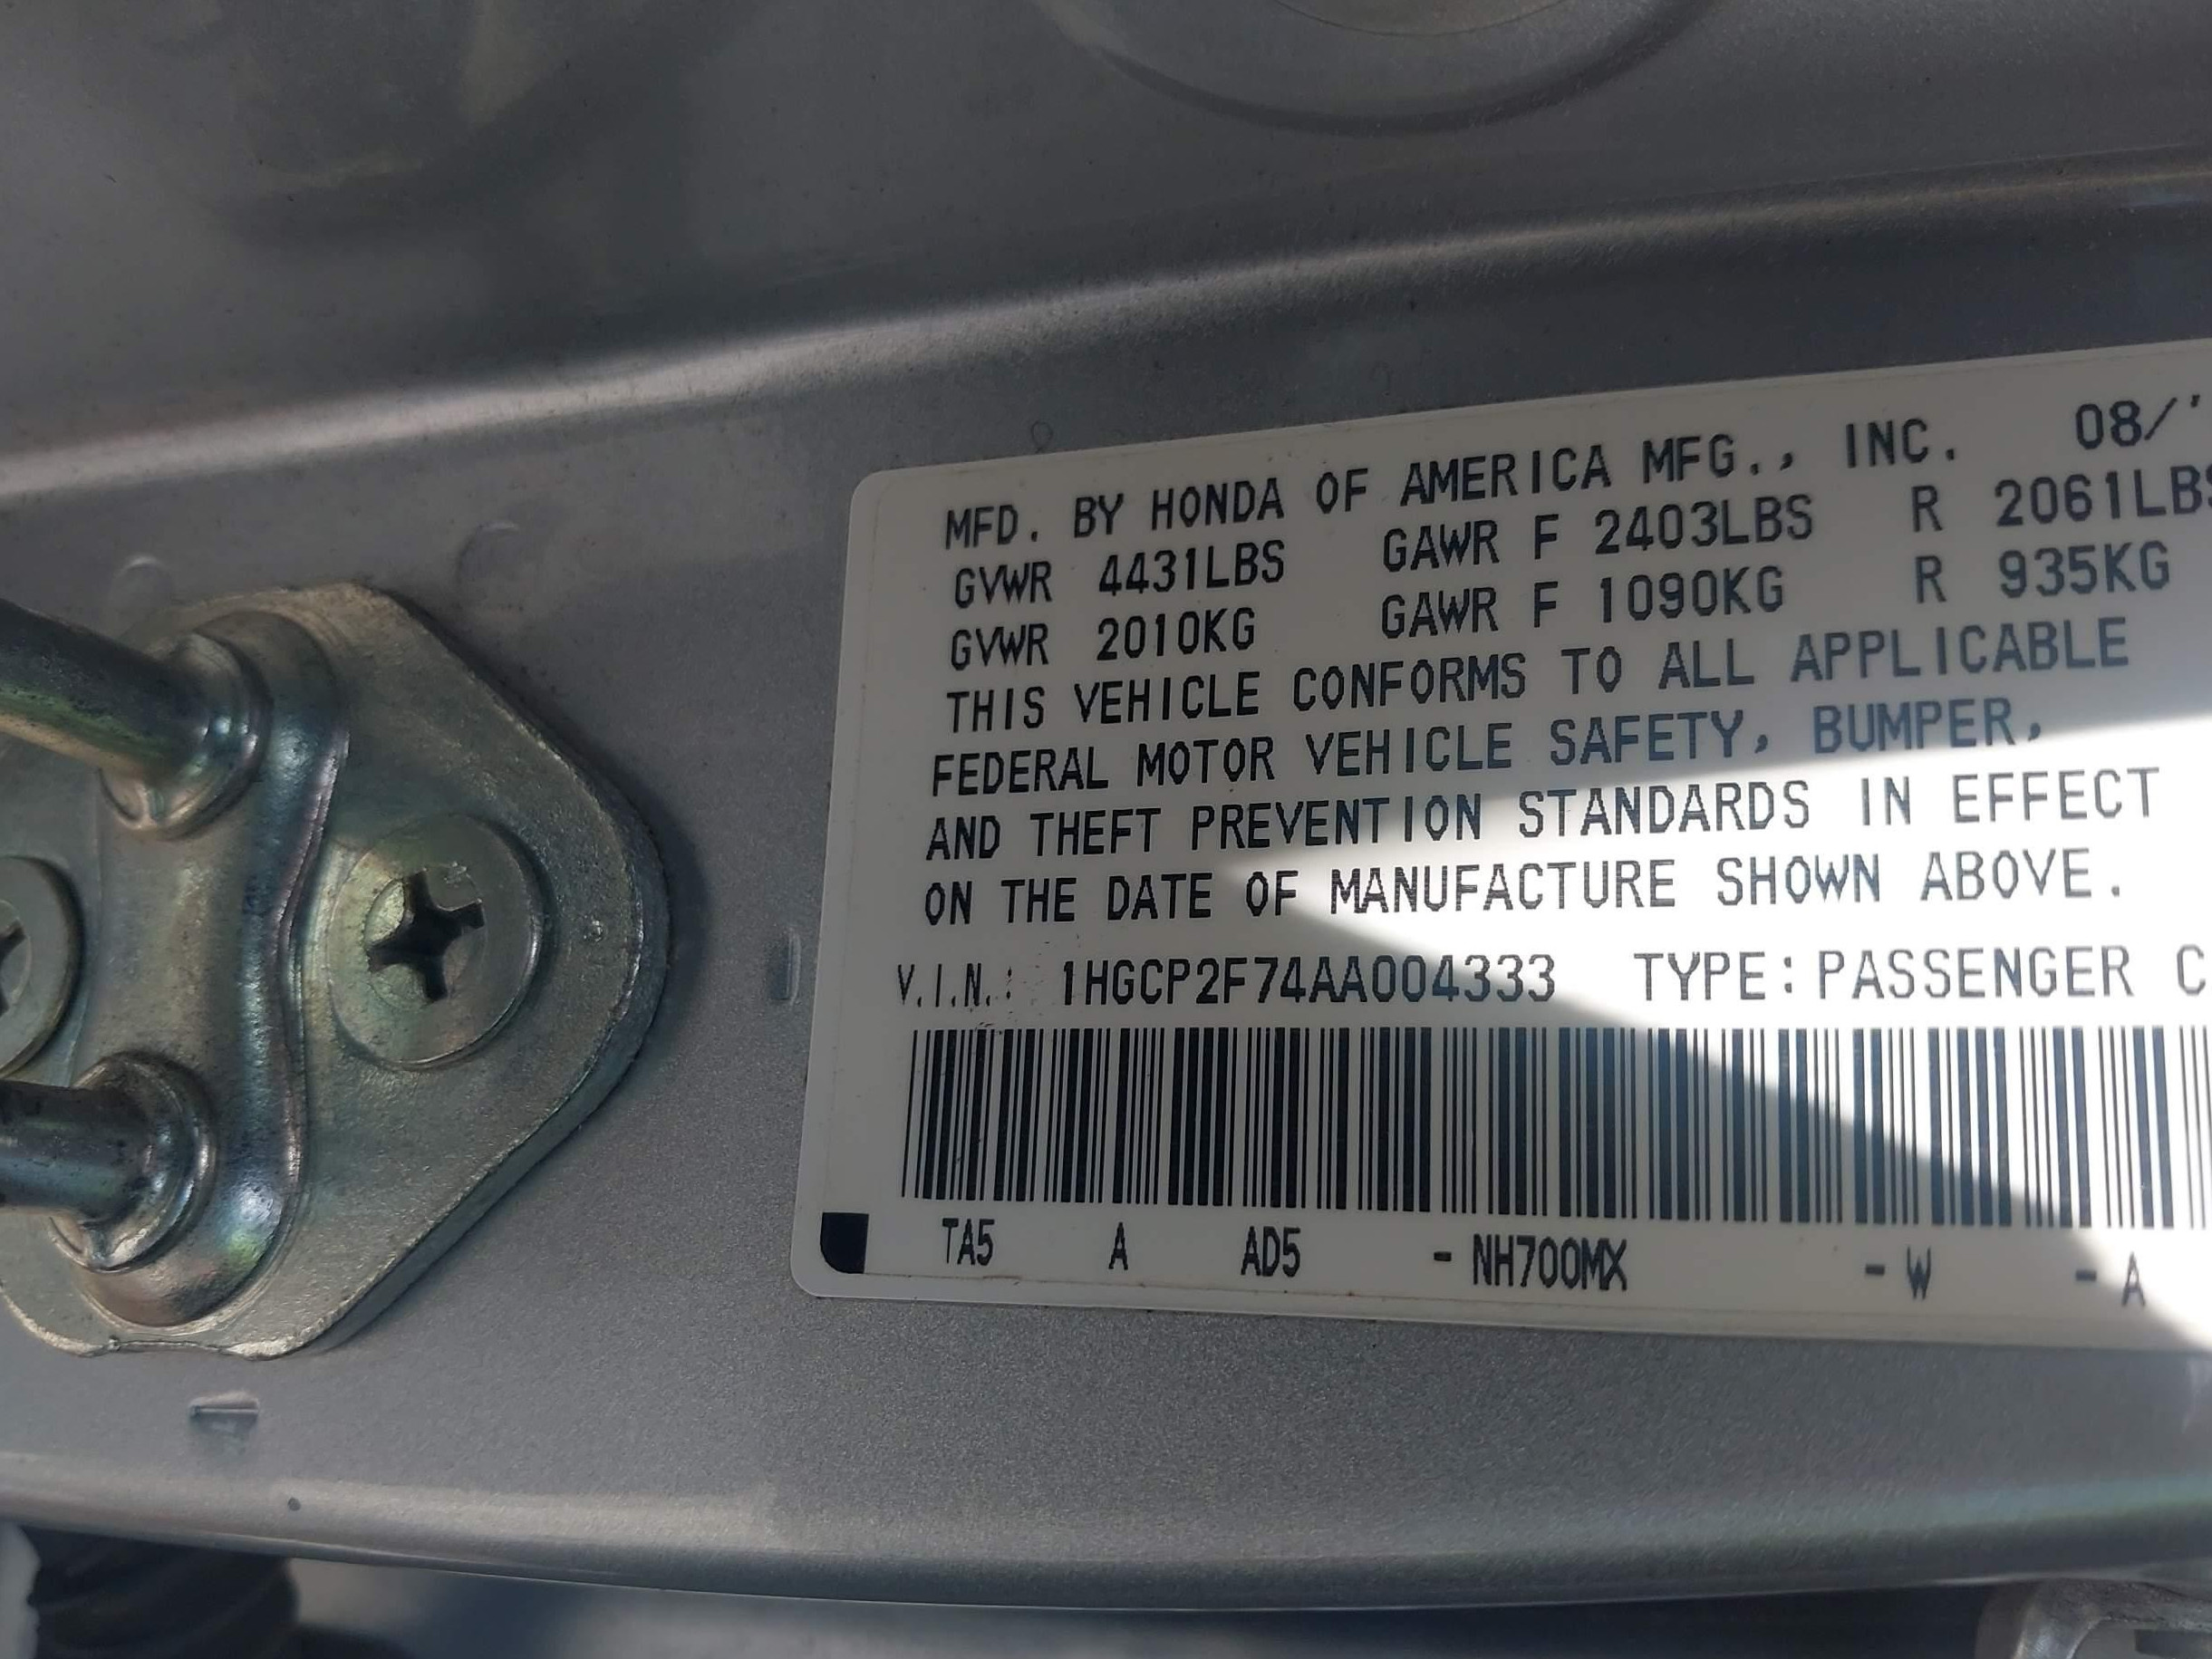 MFD. BY HONDA OF AMERICA MFG., INC. 08/
GVWR 4431LBS GAWR F 2403LBS R 2061LBS
GVWR 2010KG GAWR F 1090KG R 935KG
THIS VEHICLE CONFORMS TO ALL APPLICABLE
FEDERAL MOTOR VEHICLE SAFETY, BUMPER,
AND THEFT PREVENTION STANDARDS IN EFFECT
ON THE DATE OF MANUFACTURE SHOWN ABOVE.
V.I.N.: 1HGCP2F74AA004333 TYPE:PASSENGER C
TA5 A AD5 -NH700MX -W -A